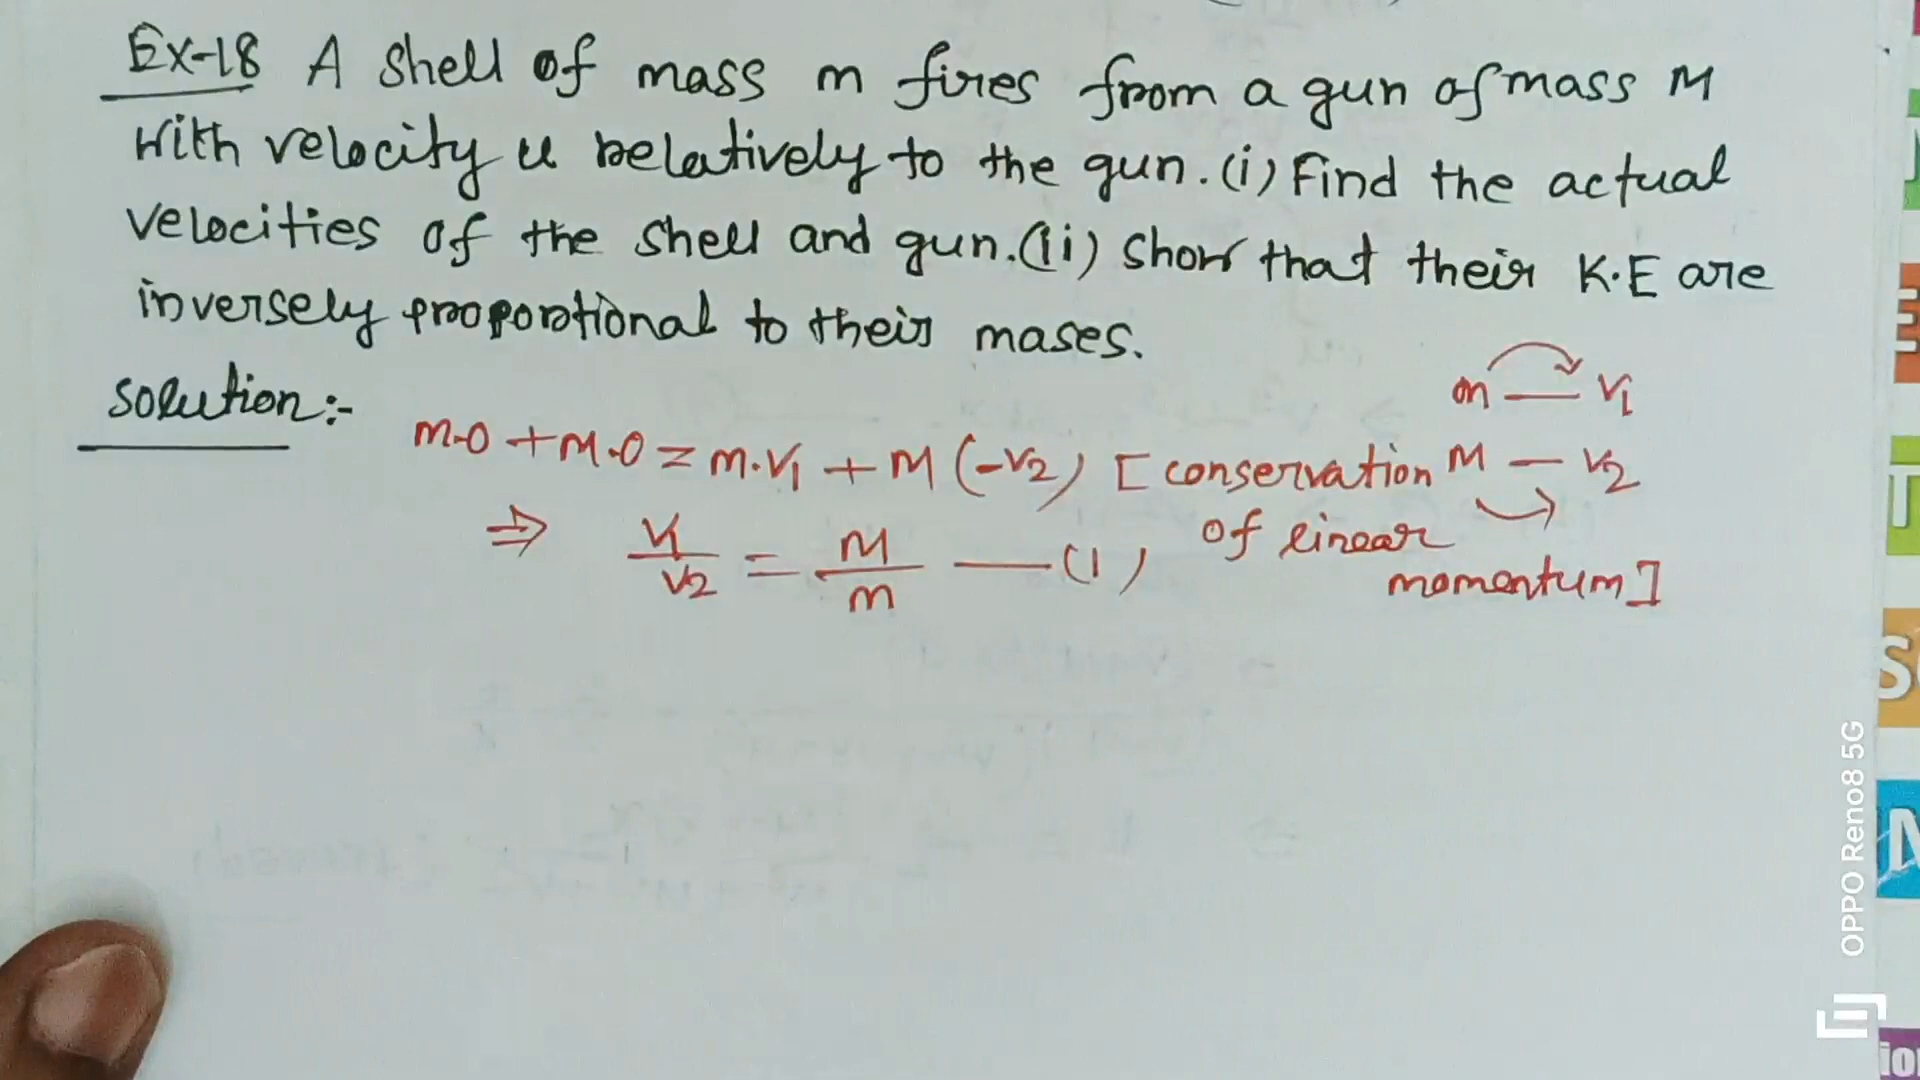 Ex-18 A shell of mass m fires from a gun of mass M
with velocity u relatively to the gun. (i) Find the actual
velocities of the shell and gun. (ii) show that their K.E are
inversely proportional to their mases.
solution:-
m — v1
m.0 + M.0 = m.v1 + M (-v2) [conservation
M — v2
of linear
momentum]
⇒ v1/v2 = M/m — (1)
OPPO Reno8 5G